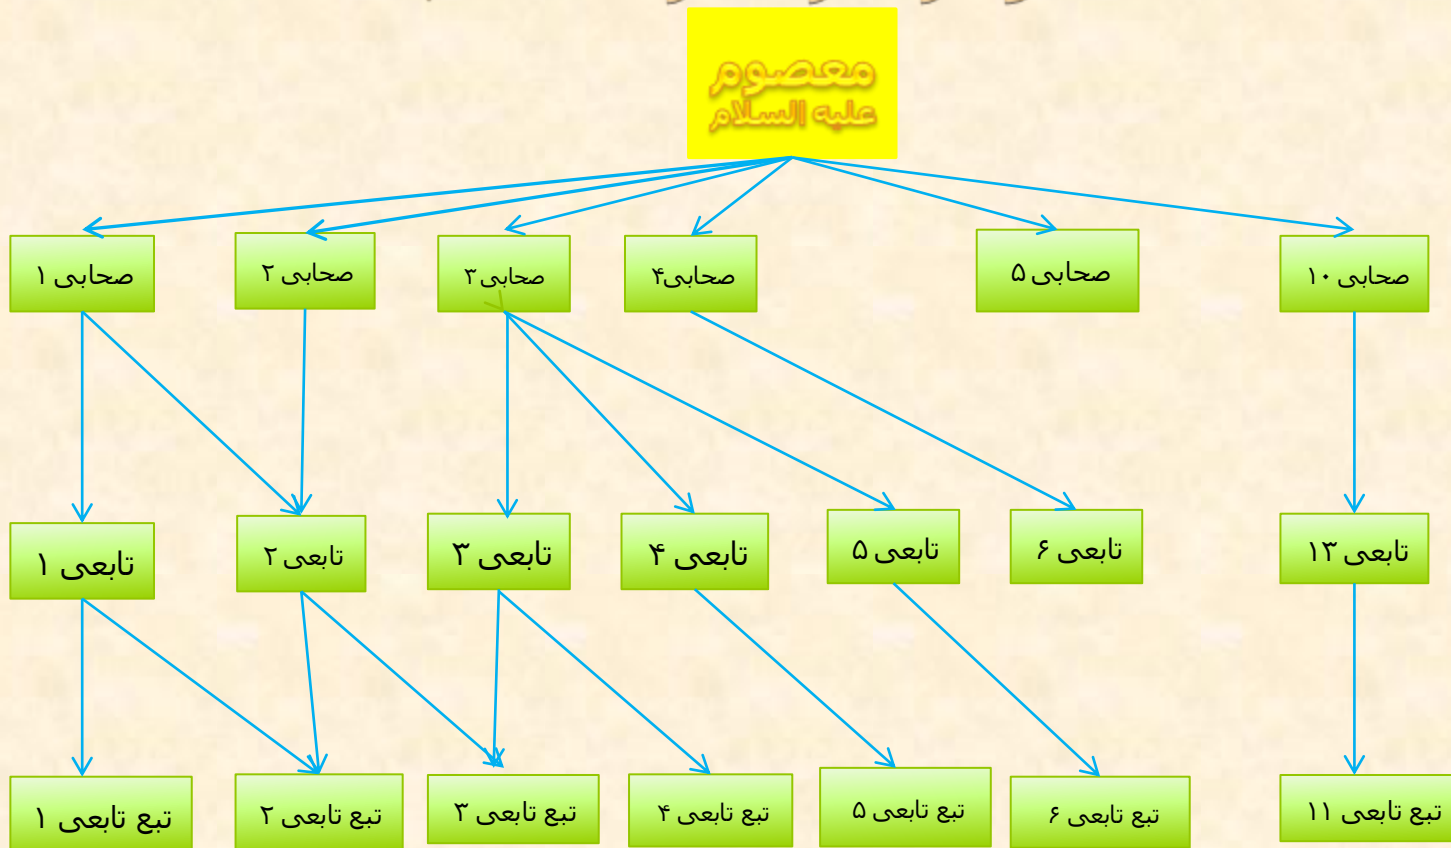 معصوم
علیه السلام
صحابی ۱
صحابی ۲
صحابی ۳
صحابی۴
صحابی ۵
صحابی ۱۰
تابعی ۱
تابعی ۲
تابعی ۳
تابعی ۴
تابعی ۵
تابعی ۶
تابعی ۱۳
تبع تابعی ۱
تبع تابعی ۲
تبع تابعی ۳
تبع تابعی ۴
تبع تابعی ۵
تبع تابعی ۶
تبع تابعی ۱۱